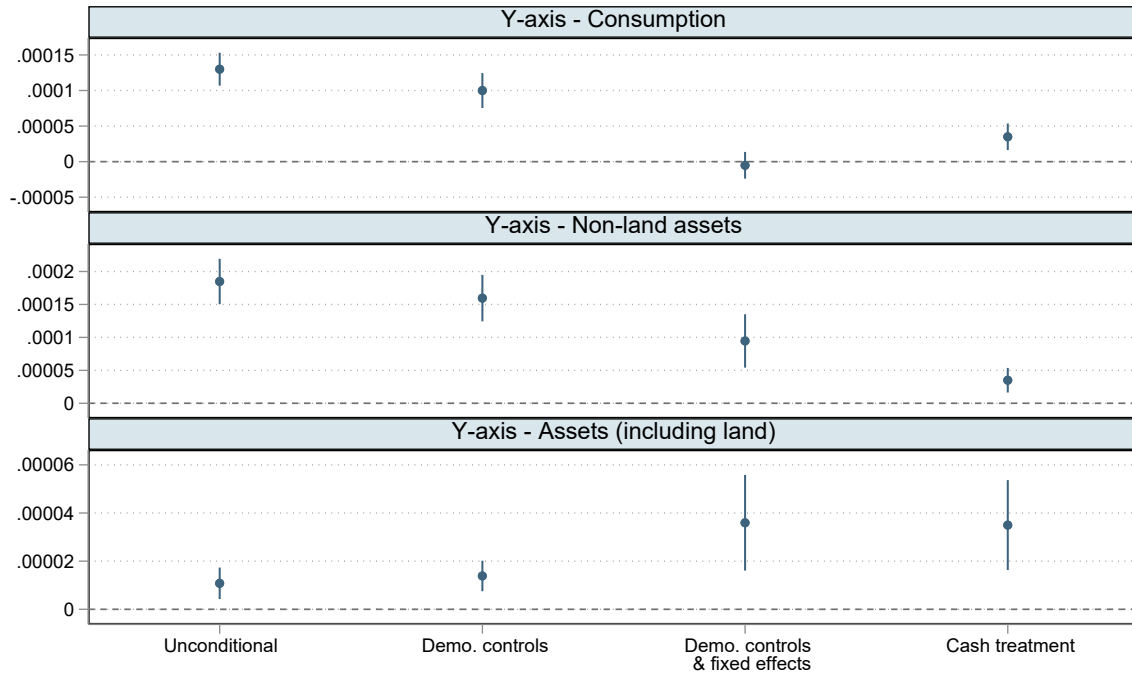 Y-axis - Consumption
.00015
.0001
.00005
0
-.00005
Y-axis - Non-land assets
.0002
.00015
.0001
.00005
0
Y-axis - Assets (including land)
.00006
.00004
.00002
0
Unconditional
Demo. controls
Demo. controls
& fixed effects
Cash treatment